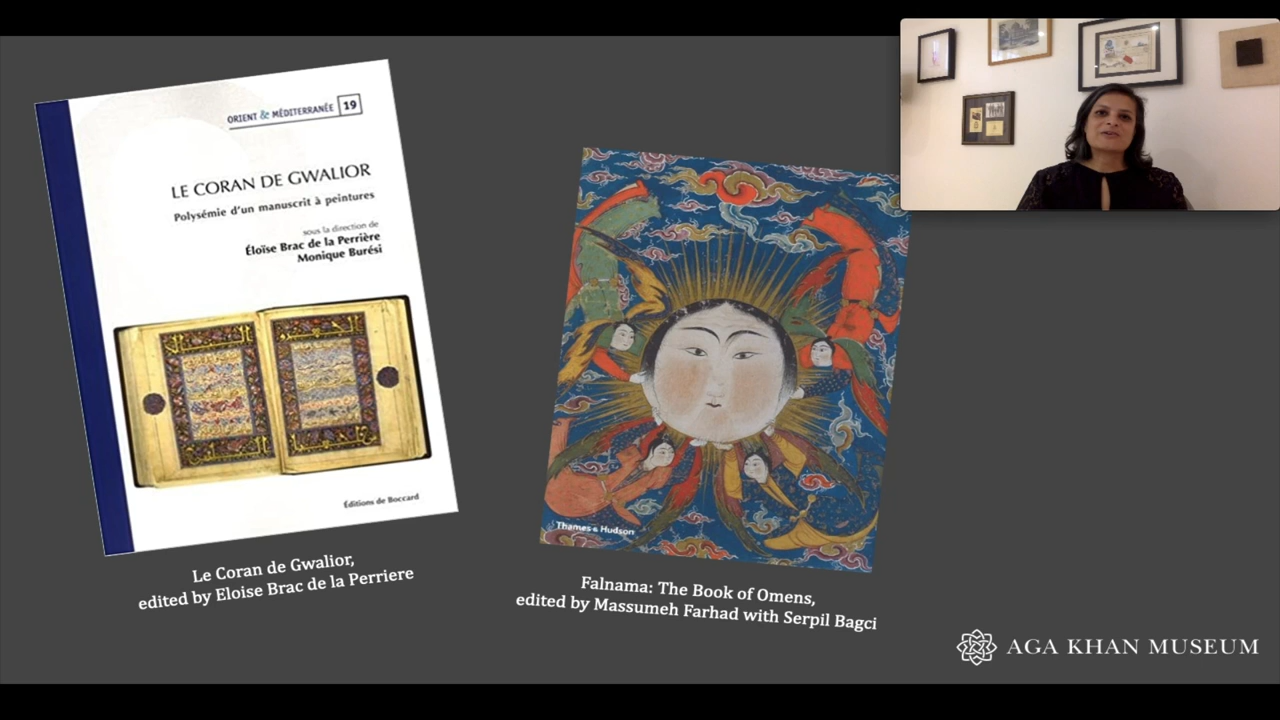 ORIENT & MÉDITERRANÉE 19
LE CORAN DE GWALIOR
Polysémie d'un manuscrit à peintures
sous la direction de
Éloïse Brac de la Perrière
Monique Burési
Éditions de Boccard
Le Coran de Gwalior,
edited by Eloise Brac de la Perriere
Thames & Hudson
Falnama: The Book of Omens,
edited by Massumeh Farhad with Serpil Bagci
AGA KHAN MUSEUM